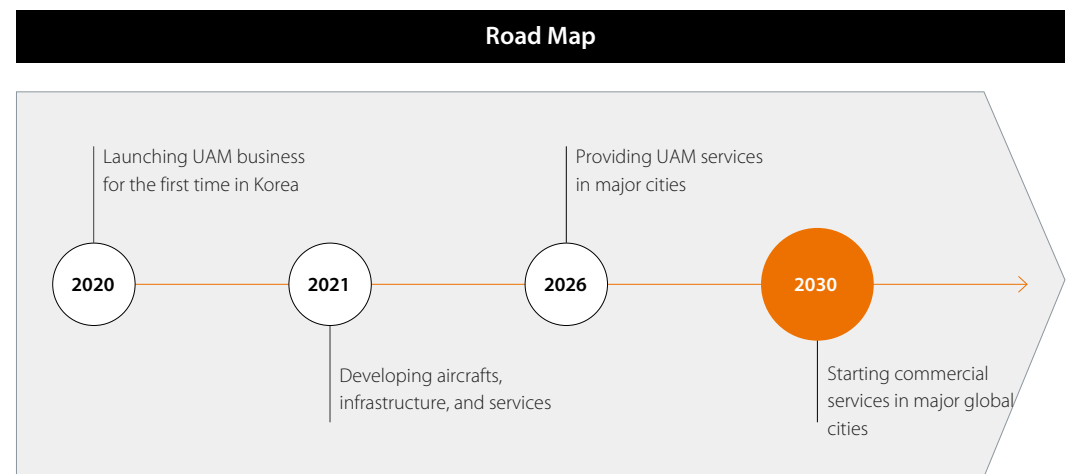 Road Map
Launching UAM business
for the first time in Korea
Providing UAM services
in major cities
2020
2021
2026
2030
Developing aircrafts,
infrastructure, and services
Starting commercial
services in major global
cities